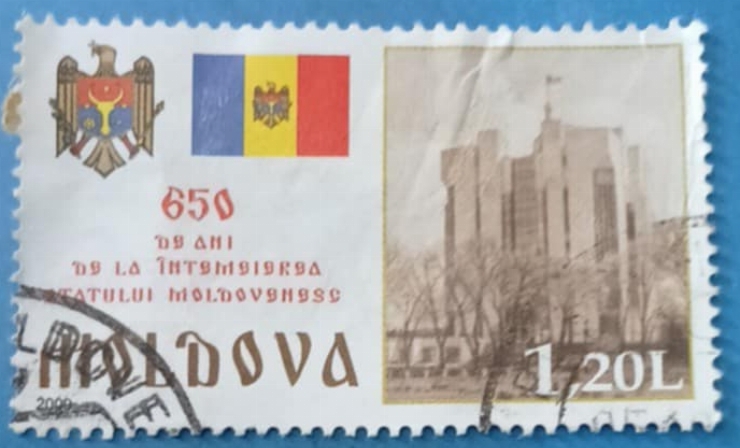 650
DE ANI
DE LA ÎNTEMEIEREA
STATULUI MOLDOVENESC
MOLDOVA
2009
1,20L